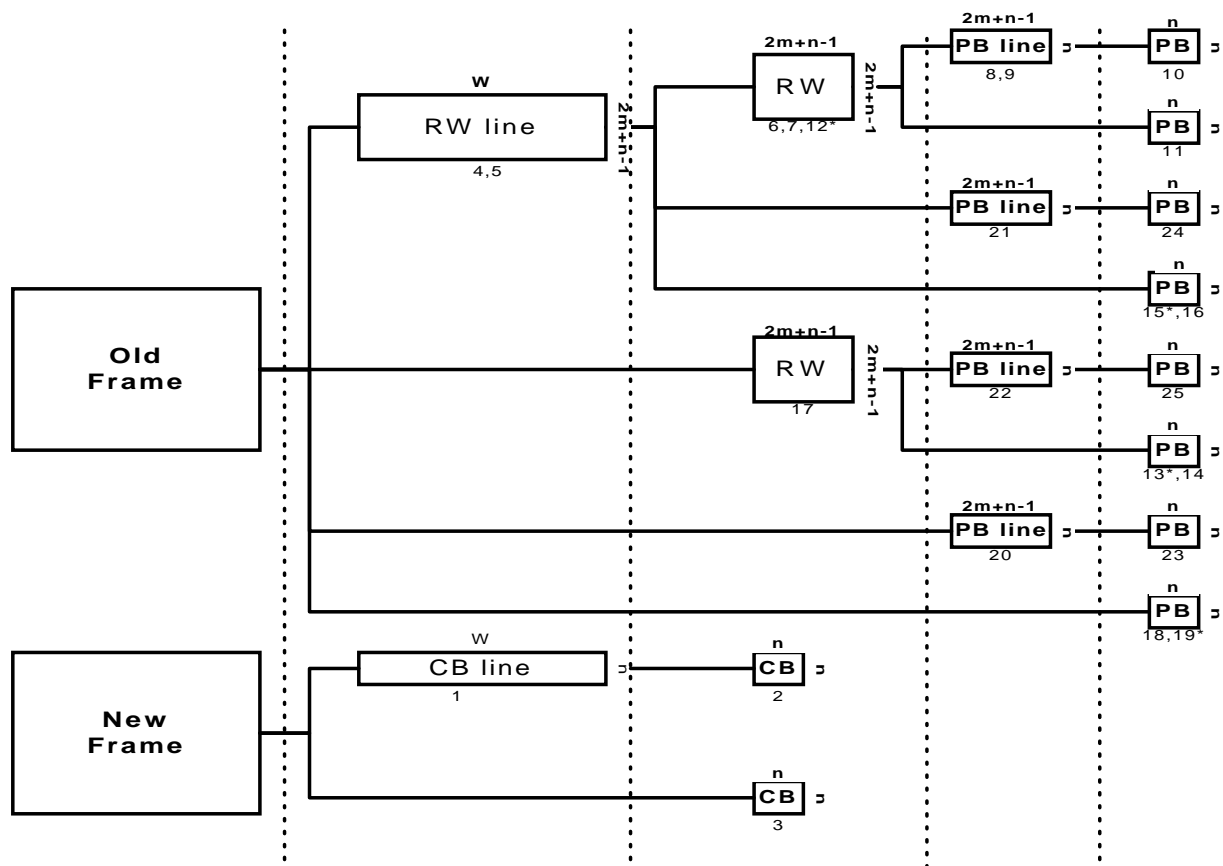 2m+n-1
n
PB line
n
PB
n
8,9
10
2m+n-1
RW
2m+n-1
6,7,12*
W
RW line
2m+n-1
4,5
PB
n
11
2m+n-1
n
PB line
n
PB
n
21
24
n
PB
n
15*,16
Old
Frame
2m+n-1
RW
2m+n-1
17
2m+n-1
n
PB line
n
PB
n
22
25
n
PB
n
13*,14
2m+n-1
n
PB line
n
PB
n
20
23
n
PB
n
18,19*
New
Frame
W
CB line
n
1
n
CB
n
2
n
CB
n
3